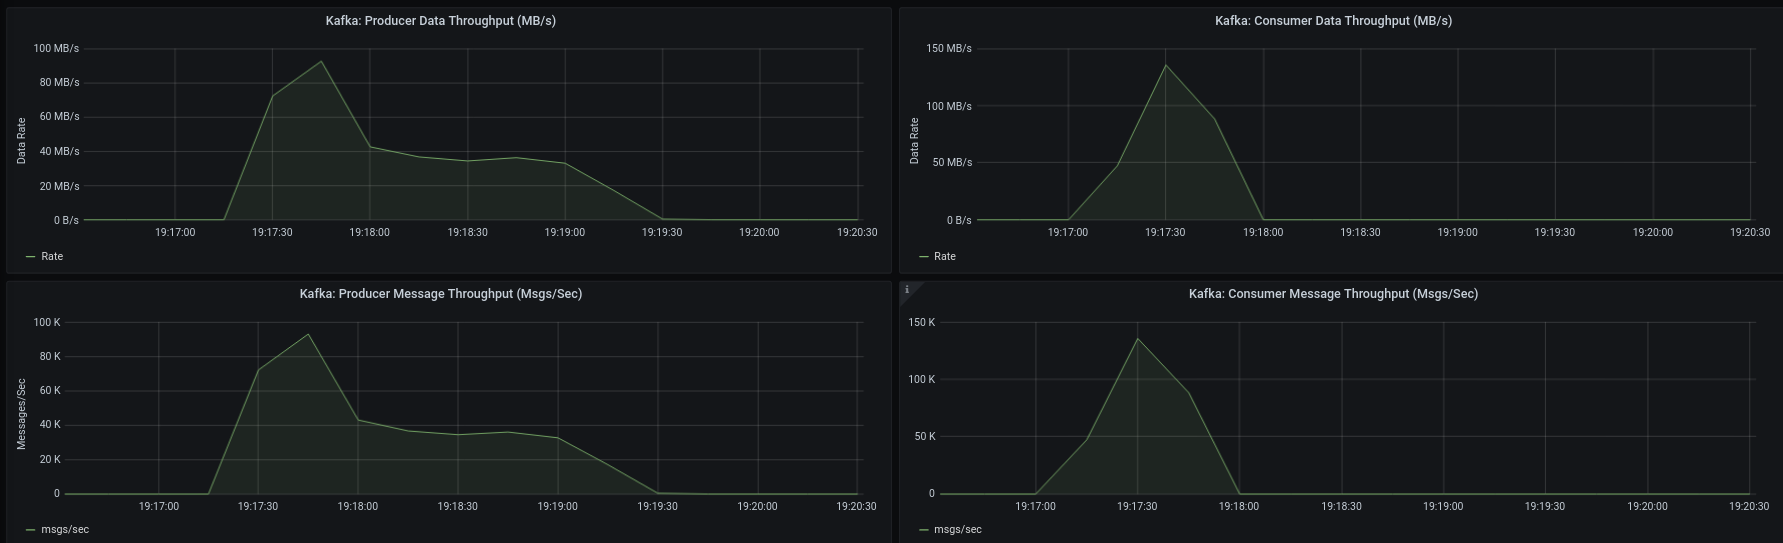 Kafka: Producer Data Throughput (MB/s)
100 MB/s
80 MB/s
60 MB/s
40 MB/s
20 MB/s
0 B/s
Data Rate
19:17:00 19:17:30 19:18:00 19:18:30 19:19:00 19:19:30 19:20:00 19:20:30
Rate
Kafka: Consumer Data Throughput (MB/s)
150 MB/s
100 MB/s
50 MB/s
0 B/s
Data Rate
19:17:00 19:17:30 19:18:00 19:18:30 19:19:00 19:19:30 19:20:00 19:20:30
Rate
Kafka: Producer Message Throughput (Msgs/Sec)
100 K
80 K
60 K
40 K
20 K
0
Messages/Sec
19:17:00 19:17:30 19:18:00 19:18:30 19:19:00 19:19:30 19:20:00 19:20:30
msgs/sec
i
Kafka: Consumer Message Throughput (Msgs/Sec)
150 K
100 K
50 K
0
19:17:00 19:17:30 19:18:00 19:18:30 19:19:00 19:19:30 19:20:00 19:20:30
msgs/sec